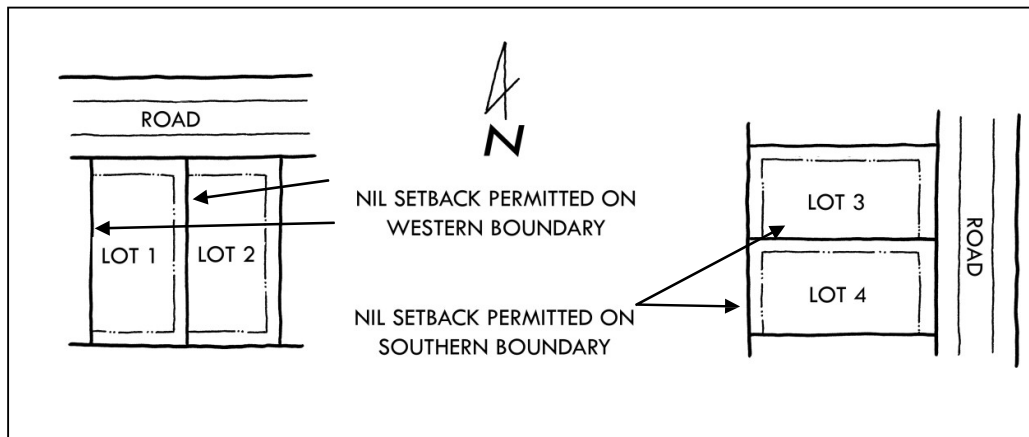 ROAD
N
NIL SETBACK PERMITTED ON
WESTERN BOUNDARY
LOT 1
LOT 2
LOT 3
ROAD
LOT 4
NIL SETBACK PERMITTED ON
SOUTHERN BOUNDARY